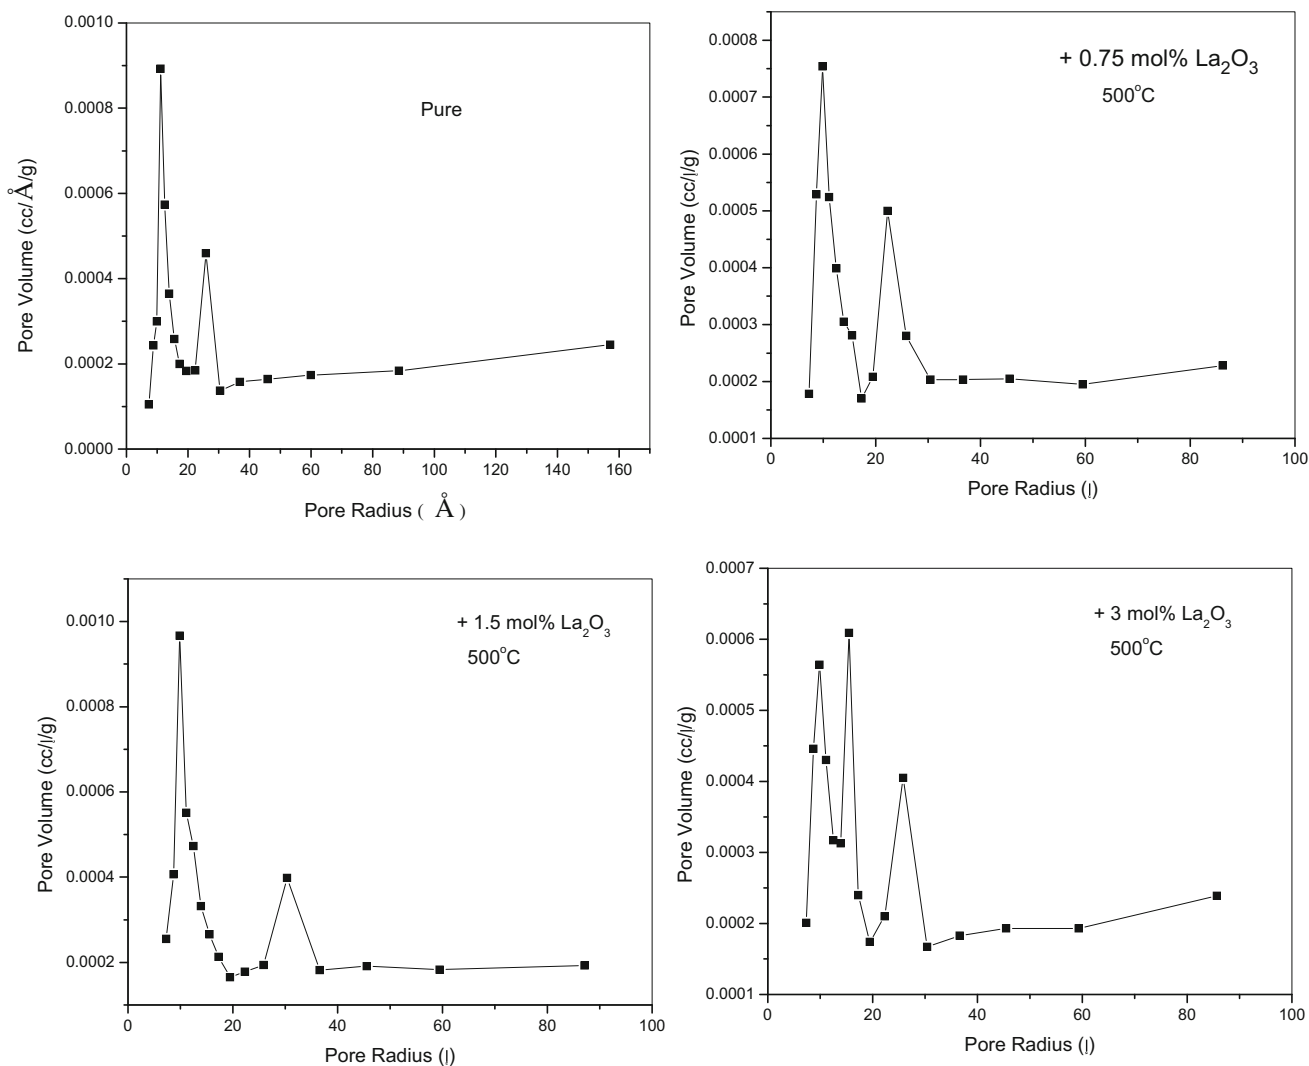 0.0010
0.0008
0.0006
0.0004
0.0002
0.0000
0 20 40 60 80 100 120 140 160
Pore Volume (cc/Å/g)
Pore Radius ( Å )
Pure
0.0008
0.0007
0.0006
0.0005
0.0004
0.0003
0.0002
0.0001
0 20 40 60 80 100
Pore Volume (cc/Į/g)
Pore Radius (Į)
+ 0.75 mol% La₂O₃
500°C
0.0010
0.0008
0.0006
0.0004
0.0002
0 20 40 60 80 100
Pore Volume (cc/Į/g)
Pore Radius (Į)
+ 1.5 mol% La₂O₃
500°C
0.0007
0.0006
0.0005
0.0004
0.0003
0.0002
0.0001
0 20 40 60 80 100
Pore Volume (cc/Į/g)
Pore Radius (Į)
+ 3 mol% La₂O₃
500°C